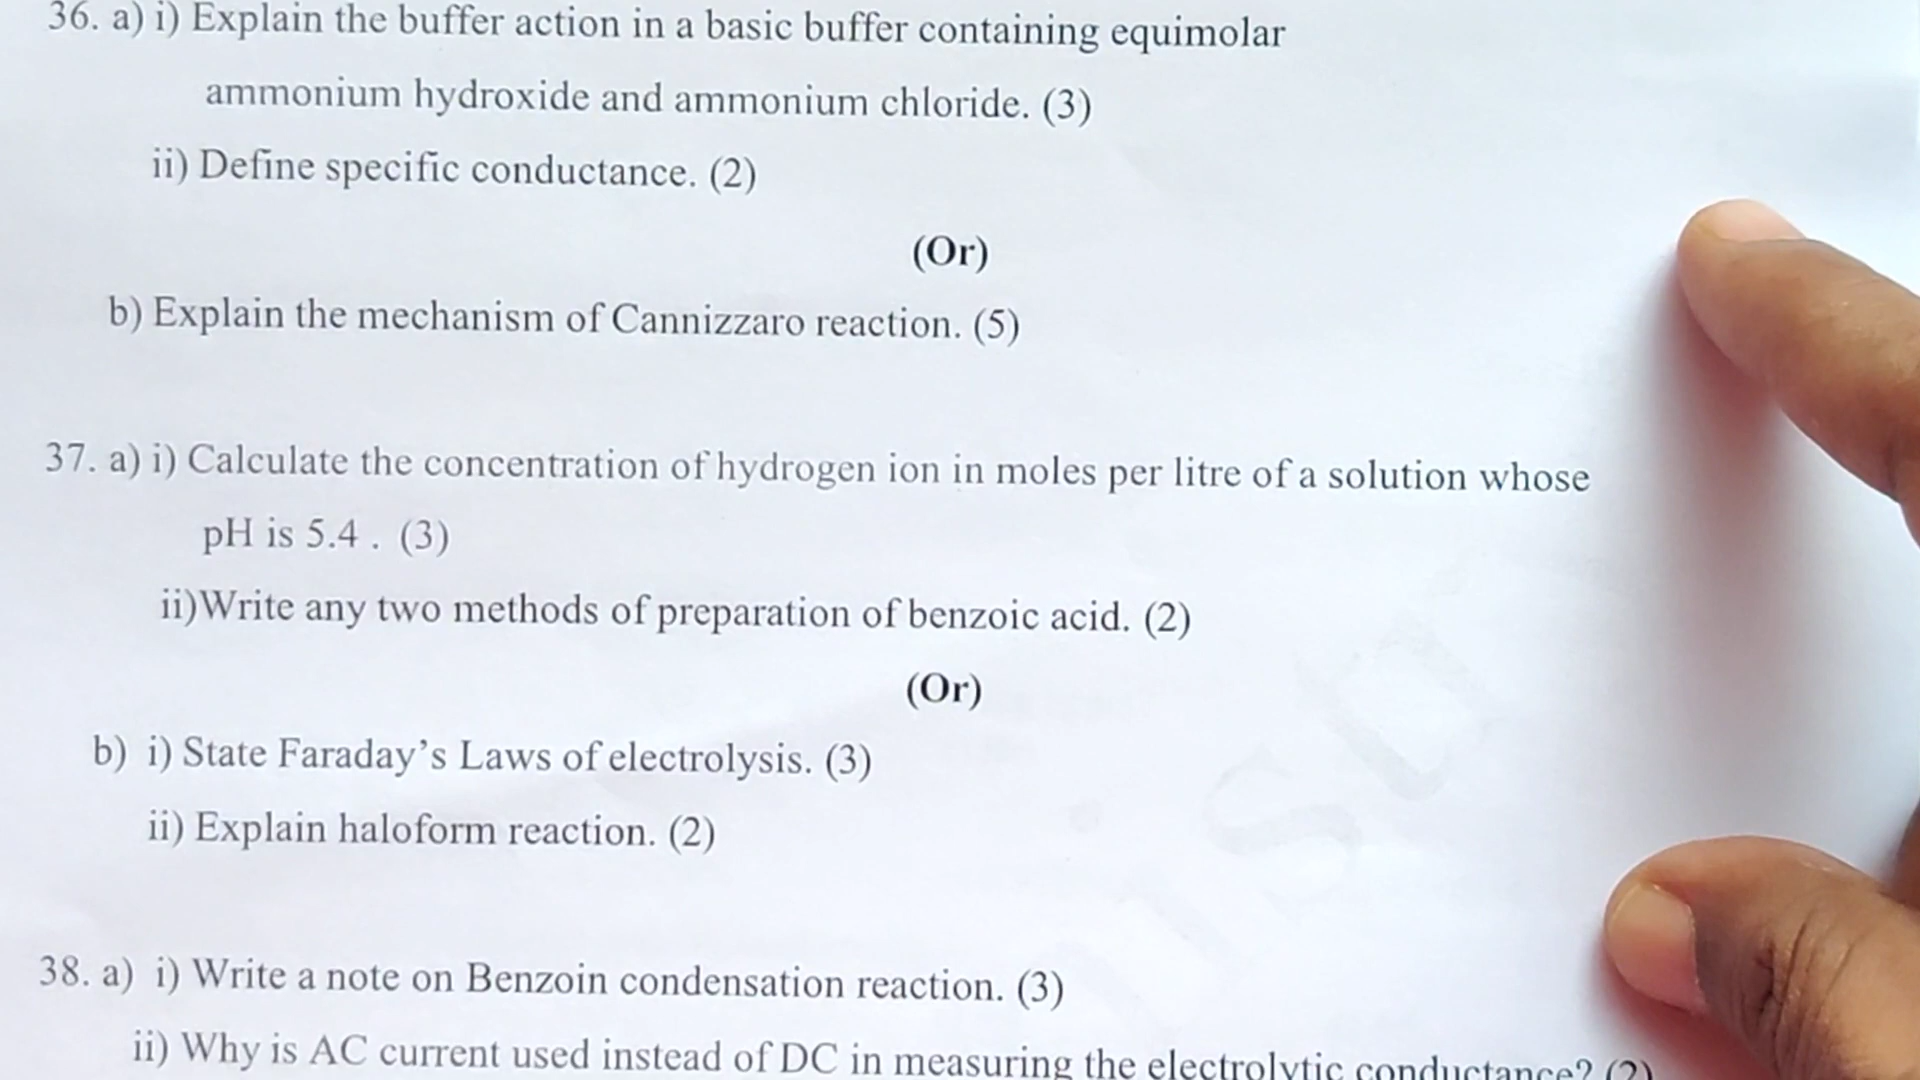 36. a) i) Explain the buffer action in a basic buffer containing equimolar
ammonium hydroxide and ammonium chloride. (3)
ii) Define specific conductance. (2)
(Or)
b) Explain the mechanism of Cannizzaro reaction. (5)
37. a) i) Calculate the concentration of hydrogen ion in moles per litre of a solution whose
pH is 5.4 . (3)
ii)Write any two methods of preparation of benzoic acid. (2)
(Or)
b) i) State Faraday’s Laws of electrolysis. (3)
ii) Explain haloform reaction. (2)
38. a) i) Write a note on Benzoin condensation reaction. (3)
ii) Why is AC current used instead of DC in measuring the electrolytic conductance? (2)